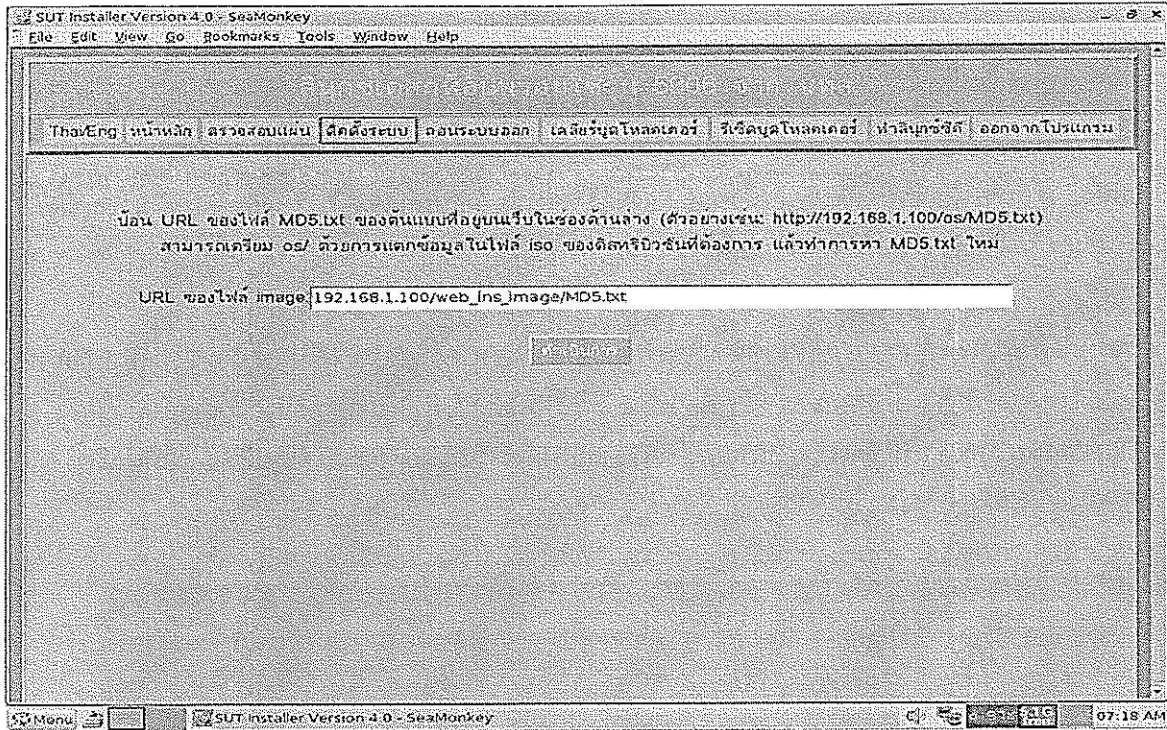 SUT Installer Version 4.0 - SeaMonkey
File Edit View Go Bookmarks Tools Window Help
Thai/Eng หน้าหลัก ตรวจสอบแผ่น ติดตั้งระบบ ถอนระบบออก เคลียร์บูตโหลดเดอร์ รีเซ็ตบูตโหลดเดอร์ ทำลินุกซ์ซีดี ออกจากโปรแกรม
ป้อน URL ของไฟล์ MD5.txt ของต้นแบบที่อยู่บนเว็บในช่องด้านล่าง (ตัวอย่างเช่น: http://192.168.1.100/os/MD5.txt)
สามารถเตรียม os/ ด้วยการแตกข้อมูลในไฟล์ iso ของดิสทริบิวชันที่ต้องการ แล้วทำการหา MD5.txt ใหม่
URL ของไฟล์ image: 192.168.1.100/web_ins_image/MD5.txt
Menu SUT Installer Version 4.0 - SeaMonkey 07:18 AM